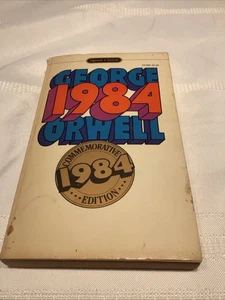 GEORGE
1984
ORWELL
COMMEMORATIVE
1984
EDITION